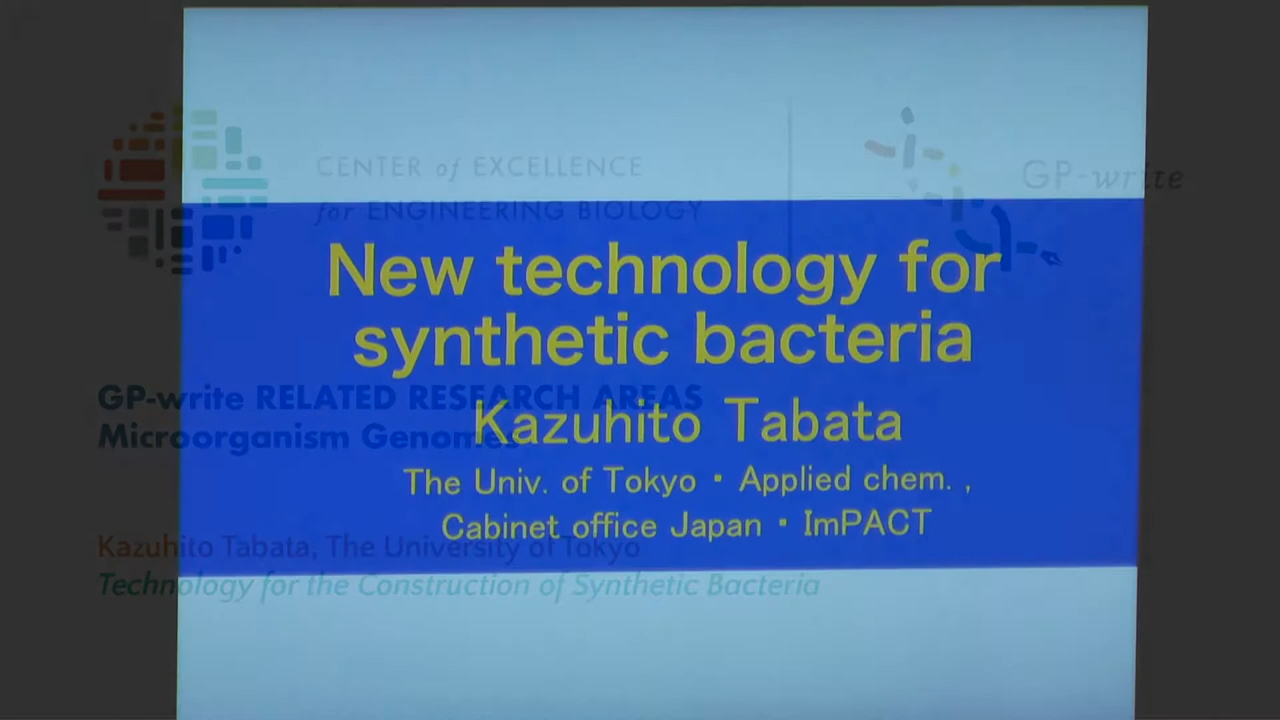 CENTER of EXCELLENCE
for ENGINEERING BIOLOGY
GP-write
New technology for
synthetic bacteria
Kazuhito Tabata
The Univ. of Tokyo・Applied chem. ,
Cabinet office Japan・ImPACT
GP-write RELATED RESEARCH AREAS
Microorganism Genomes
Kazuhito Tabata, The University of Tokyo
Technology for the Construction of Synthetic Bacteria